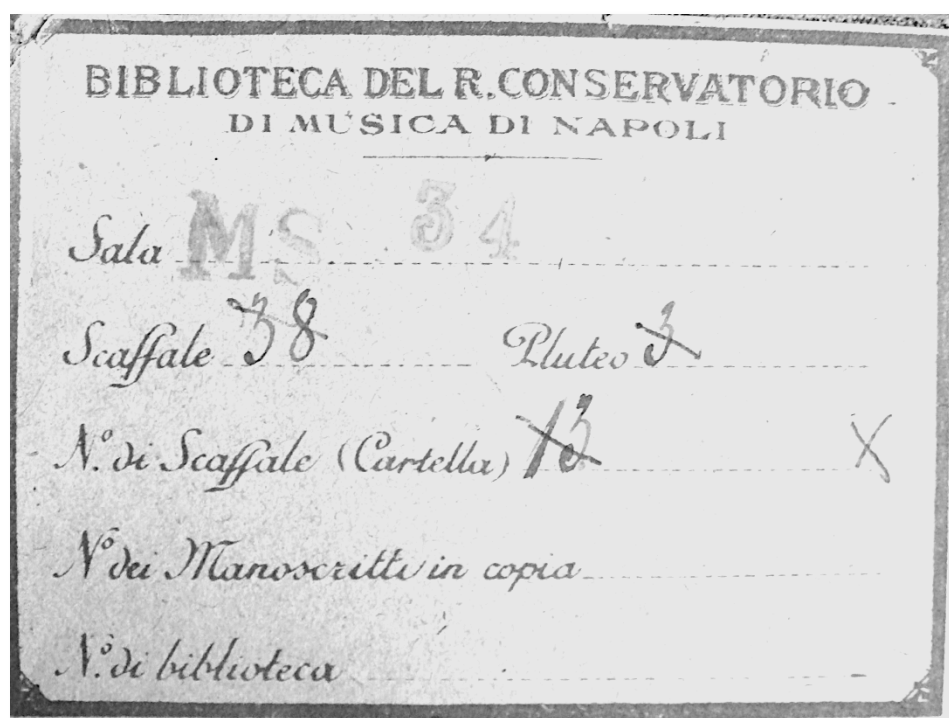 BIBLIOTECA DEL R. CONSERVATORIO
DI MUSICA DI NAPOLI
Sala MS 34
Scaffale 38 Pluteo 3
N.º di Scaffale (Cartella) 13 X
Nº dei Manoscritti in copia
N.º di biblioteca